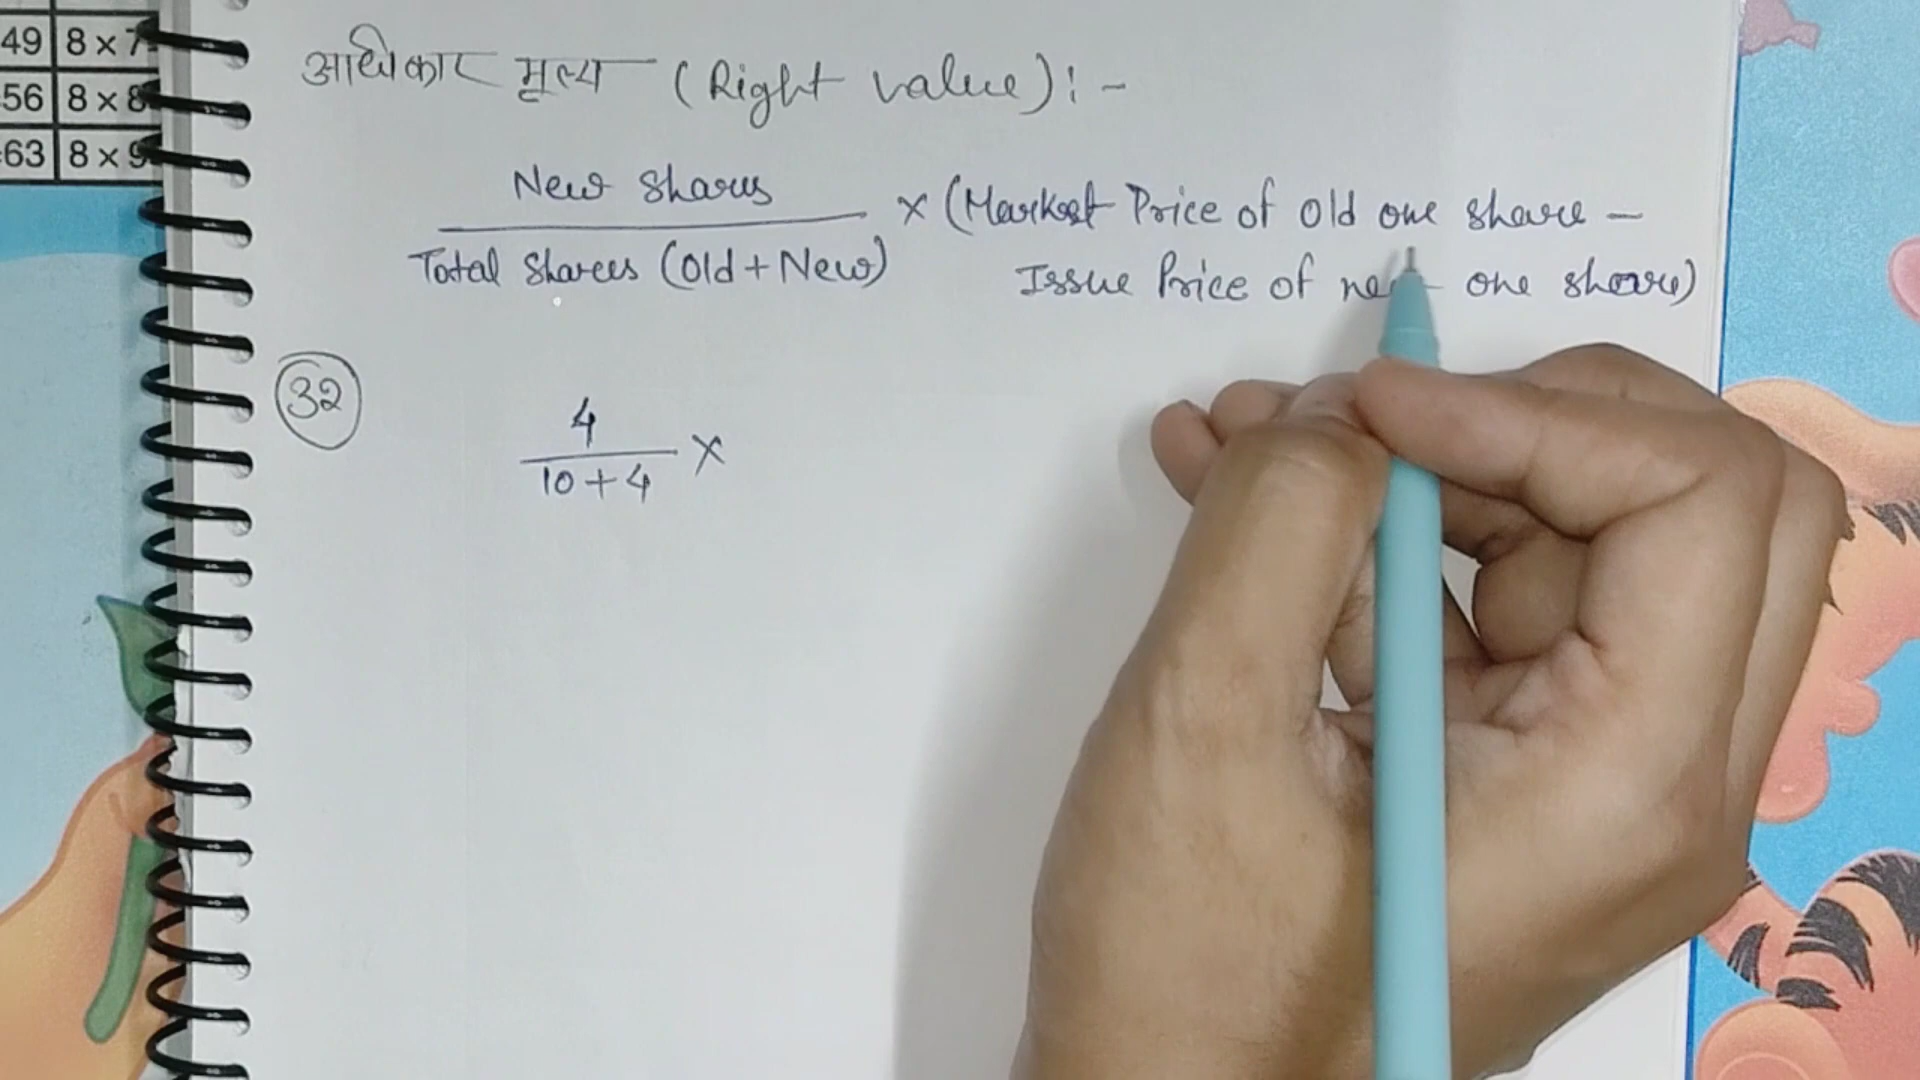 49 8 × 7
56 8 × 8
63 8 × 9
अधिकार मूल्य (Right value) : -
New Shares
Total Shares (Old + New)
× (Market Price of Old one share -
Issue Price of one share)
32
4
10 + 4
×